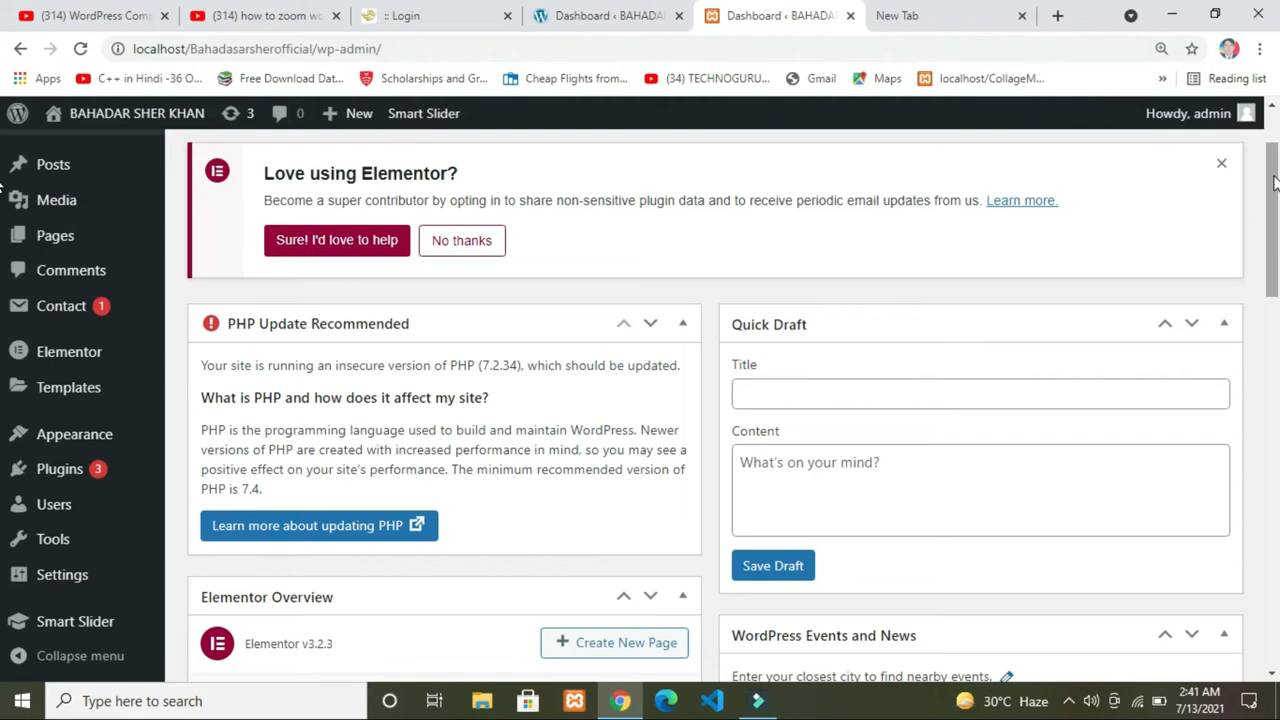 (314) WordPress Com
(314) how to zoom wo
:: Login
Dashboard ‹ BAHADA
Dashboard ‹ BAHADA
New Tab
localhost/Bahadasarsherofficial/wp-admin/
Apps
C++ in Hindi -36 O...
Free Download Dat...
Scholarships and Gr...
Cheap Flights from...
(34) TECHNOGURU...
Gmail
Maps
localhost/CollageM...
»
Reading list
BAHADAR SHER KHAN
3
0
New
Smart Slider
Howdy, admin
Posts
Media
Pages
Comments
Contact 1
Elementor
Templates
Appearance
Plugins 3
Users
Tools
Settings
Smart Slider
Collapse menu
Love using Elementor?
Become a super contributor by opting in to share non-sensitive plugin data and to receive periodic email updates from us. Learn more.
Sure! I'd love to help
No thanks
PHP Update Recommended
Your site is running an insecure version of PHP (7.2.34), which should be updated.
What is PHP and how does it affect my site?
PHP is the programming language used to build and maintain WordPress. Newer
versions of PHP are created with increased performance in mind, so you may see a
positive effect on your site's performance. The minimum recommended version of
PHP is 7.4.
Learn more about updating PHP
Elementor Overview
Elementor v3.2.3
Create New Page
Quick Draft
Title
Content
What's on your mind?
Save Draft
WordPress Events and News
Enter your closest city to find nearby events.
Type here to search
30°C Haze
2:41 AM
7/13/2021